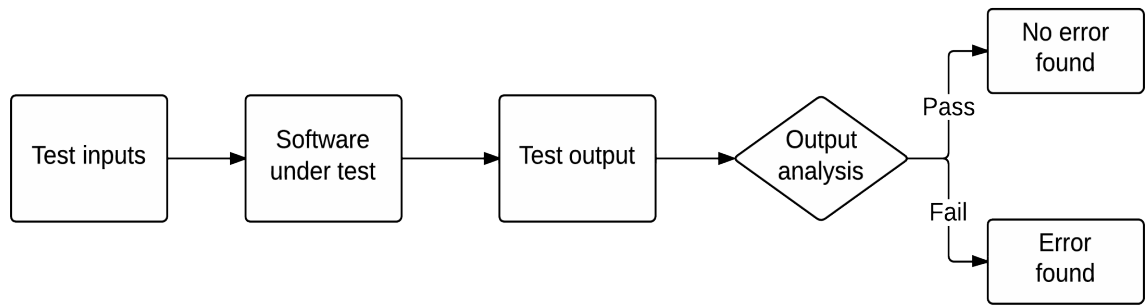 Test inputs
Software
under test
Test output
Output
analysis
Pass
No error
found
Fail
Error
found